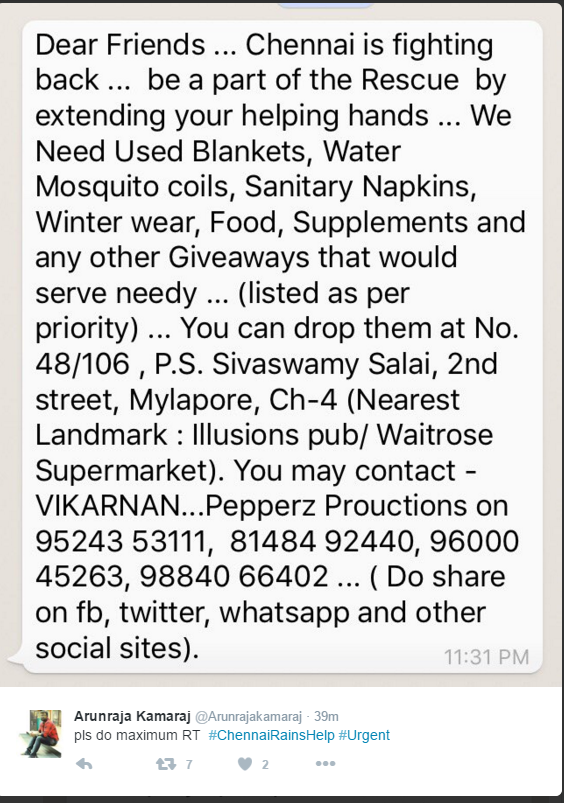 Dear Friends ... Chennai is fighting
back ... be a part of the Rescue by
extending your helping hands ... We
Need Used Blankets, Water
Mosquito coils, Sanitary Napkins,
Winter wear, Food, Supplements and
any other Giveaways that would
serve needy ... (listed as per
priority) ... You can drop them at No.
48/106 , P.S. Sivaswamy Salai, 2nd
street, Mylapore, Ch-4 (Nearest
Landmark : Illusions pub/ Waitrose
Supermarket). You may contact -
VIKARNAN...Pepperz Prouctions on
95243 53111, 81484 92440, 96000
45263, 98840 66402 ... ( Do share
on fb, twitter, whatsapp and other
social sites).
11:31 PM
Arunraja Kamaraj @Arunrajakamaraj · 39m
pls do maximum RT #ChennaiRainsHelp #Urgent
7 2